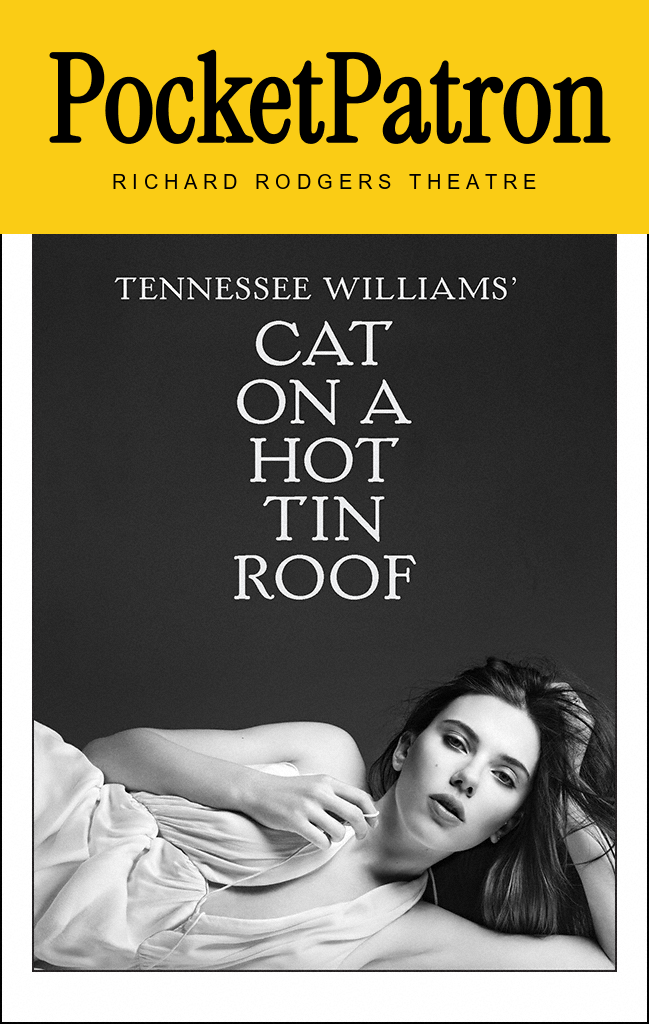 PocketPatron
RICHARD RODGERS THEATRE
TENNESSEE WILLIAMS’
CAT
ON A
HOT
TIN
ROOF